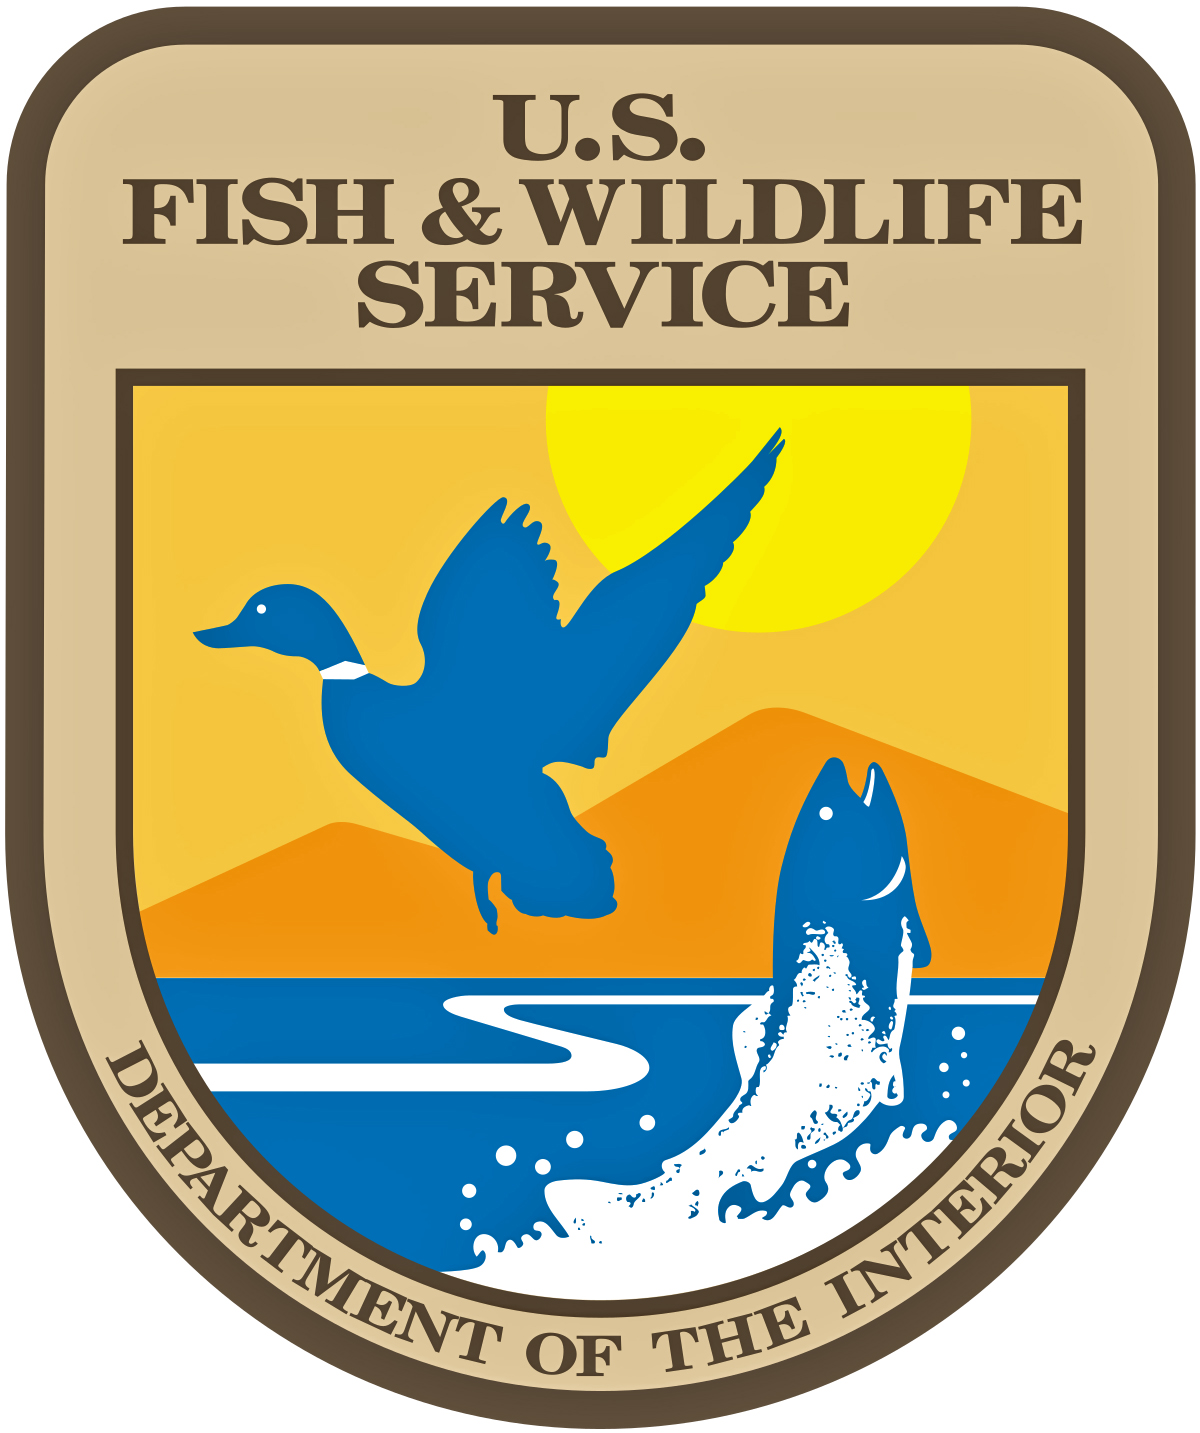 U.S.
FISH & WILDLIFE
SERVICE
DEPARTMENT OF THE INTERIOR